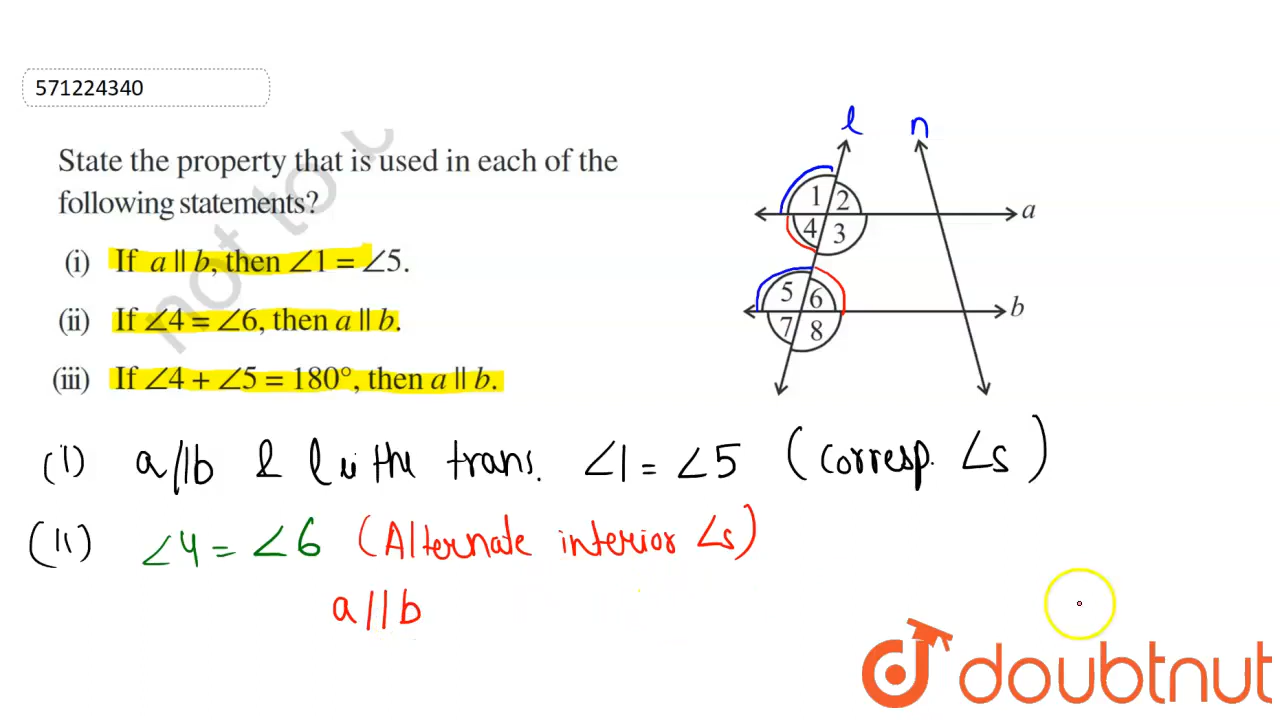 571224340
State the property that is used in each of the
following statements?
(i) If a || b, then ∠1 = ∠5.
(ii) If ∠4 = ∠6, then a || b.
(iii) If ∠4 + ∠5 = 180°, then a || b.
not to
l n
1 2
4 3
a
5 6
7 8
b
(I) a//b & l is the trans. ∠1 = ∠5 (corresp. ∠s)
(II) ∠4 = ∠6 (Alternate interior ∠s)
a//b
doubtnut